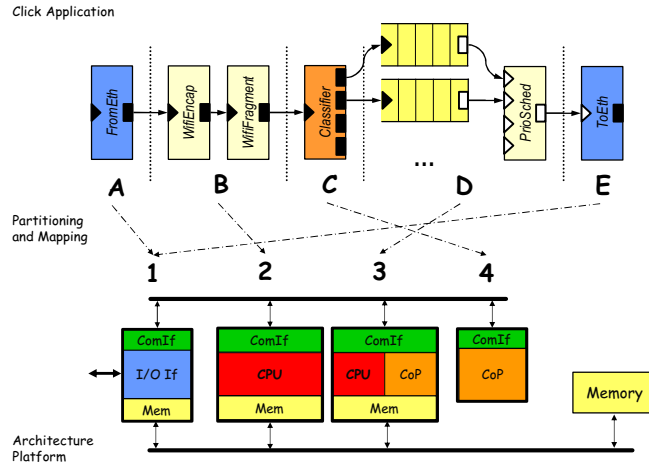 Click Application
FromEth
WifiEncap
WifiFragment
Classifier
PrioSched
ToEth
...
A B C D E
Partitioning
and Mapping
1 2 3 4
ComIf ComIf ComIf ComIf
I/O If CPU CPU CoP CoP
Mem Mem Mem
Memory
Architecture
Platform